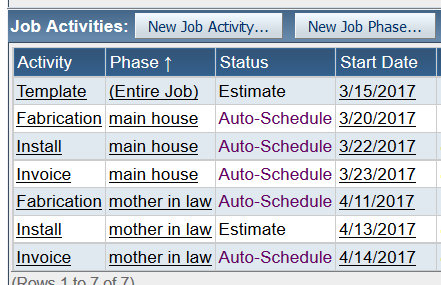 Job Activities: New Job Activity... New Job Phase...
Activity Phase ↑ Status Start Date
Template (Entire Job) Estimate 3/15/2017
Fabrication main house Auto-Schedule 3/20/2017
Install main house Auto-Schedule 3/22/2017
Invoice main house Auto-Schedule 3/23/2017
Fabrication mother in law Auto-Schedule 4/11/2017
Install mother in law Estimate 4/13/2017
Invoice mother in law Auto-Schedule 4/14/2017
(Rows 1 to 7 of 7)